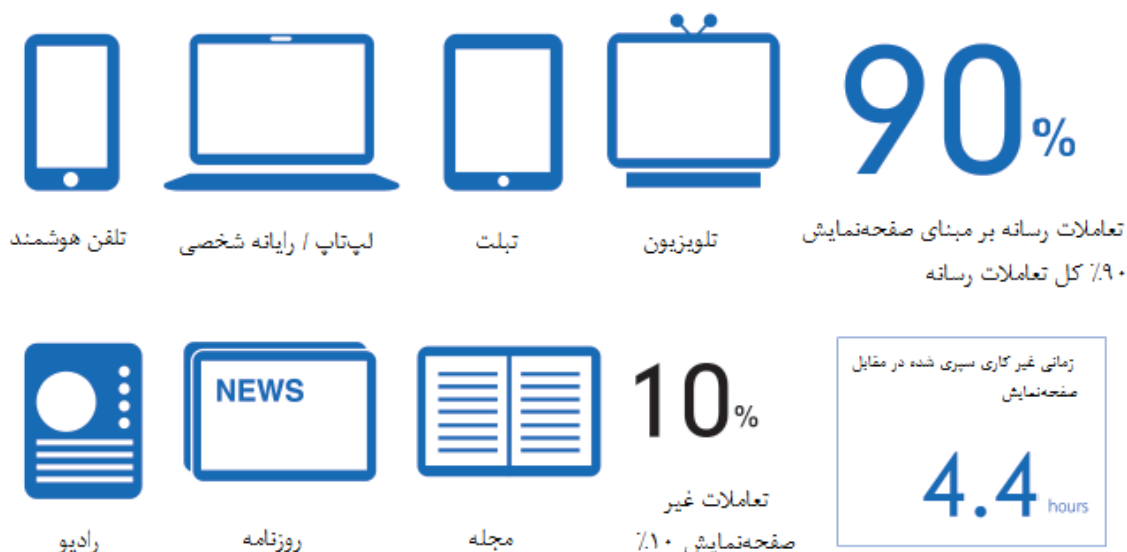 90%
تلفن هوشمند
لپ‌تاپ / رایانه شخصی
تبلت
تلویزیون
تعاملات رسانه بر مبنای صفحه‌نمایش
۹۰٪ کل تعاملات رسانه
NEWS
10%
زمانی غیر کاری سپری شده در مقابل
صفحه‌نمایش
4.4 hours
رادیو
روزنامه
مجله
تعاملات غیر
صفحه‌نمایش ۱۰٪